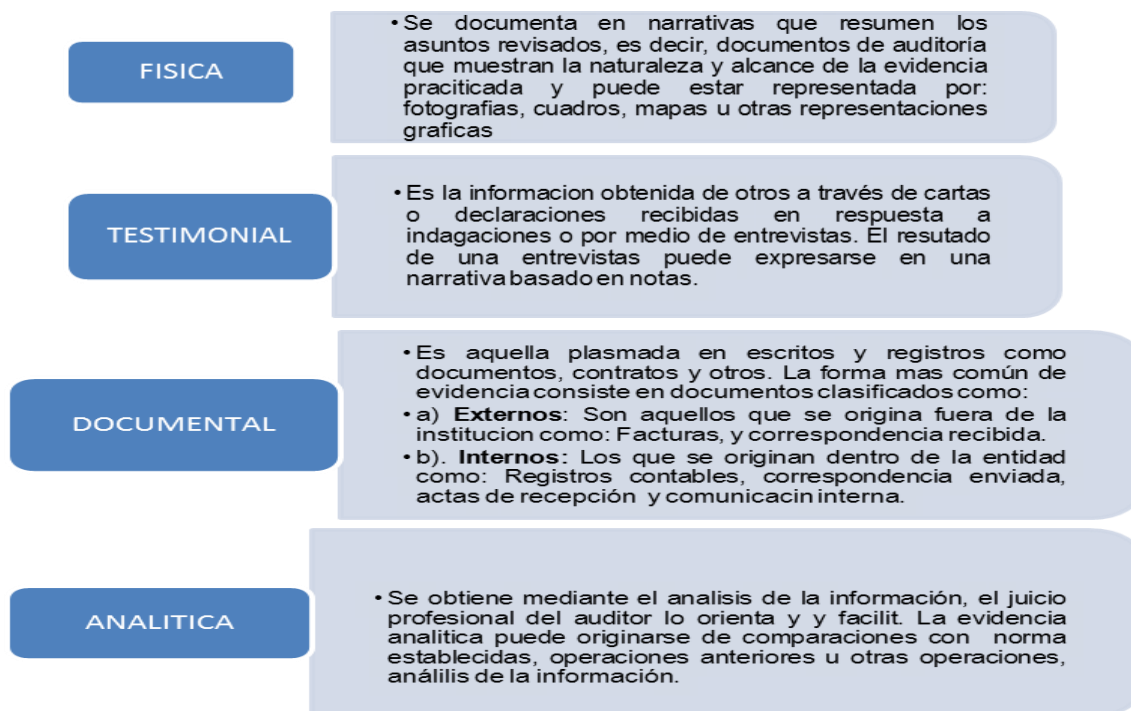 FISICA
• Se documenta en narrativas que resumen los
asuntos revisados, es decir, documentos de auditoría
que muestran la naturaleza y alcance de la evidencia
praciticada y puede estar representada por:
fotografias, cuadros, mapas u otras representaciones
graficas
TESTIMONIAL
• Es la informacion obtenida de otros a través de cartas
o declaraciones recibidas en respuesta a
indagaciones o por medio de entrevistas. El resutado
de una entrevistas puede expresarse en una
narrativa basado en notas.
DOCUMENTAL
• Es aquella plasmada en escritos y registros como
documentos, contratos y otros. La forma mas común de
evidencia consiste en documentos clasificados como:
• a) Externos: Son aquellos que se origina fuera de la
institucion como: Facturas, y correspondencia recibida.
• b). Internos: Los que se originan dentro de la entidad
como: Registros contables, correspondencia enviada,
actas de recepción y comunicacin interna.
ANALITICA
• Se obtiene mediante el analisis de la información, el juicio
profesional del auditor lo orienta y y facilit. La evidencia
analitica puede originarse de comparaciones con norma
establecidas, operaciones anteriores u otras operaciones,
análilis de la información.